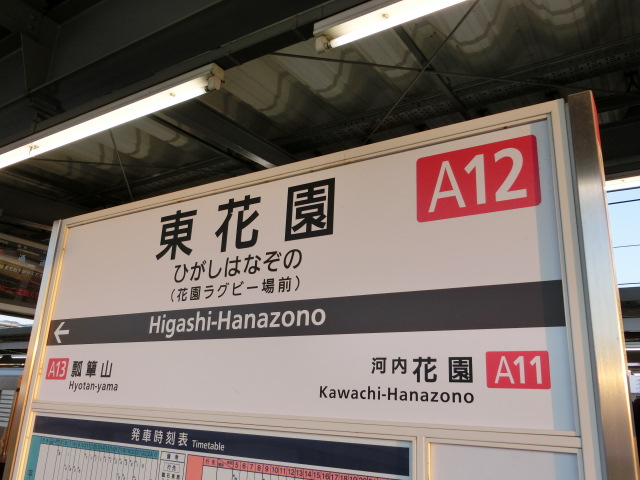 東花園
A12
ひがしはなぞの
（花園ラグビー場前）
Higashi-Hanazono
A13 瓢簞山
Hyotan-yama
河内花園 A11
Kawachi-Hanazono
発車時刻表 Timetable